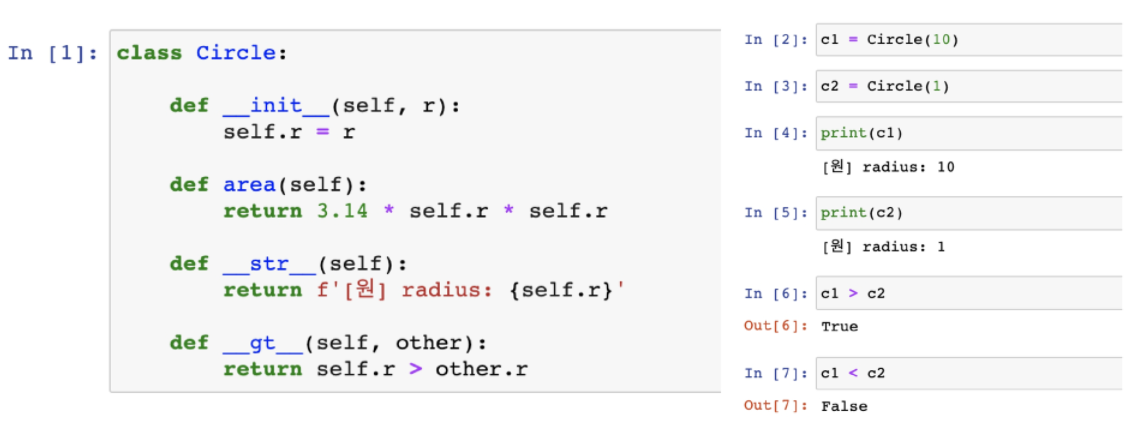 In [1]: class Circle:
def __init__(self, r):
self.r = r
def area(self):
return 3.14 * self.r * self.r
def __str__(self):
return f'[원] radius: {self.r}'
def __gt__(self, other):
return self.r > other.r
In [2]: c1 = Circle(10)
In [3]: c2 = Circle(1)
In [4]: print(c1)
[원] radius: 10
In [5]: print(c2)
[원] radius: 1
In [6]: c1 > c2
Out[6]: True
In [7]: c1 < c2
Out[7]: False